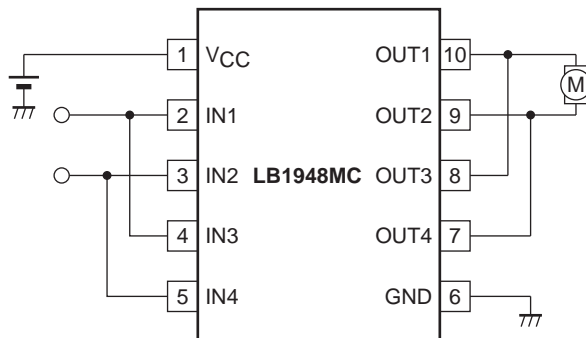 1 VCC OUT1 10
M
2 IN1 OUT2 9
3 IN2 LB1948MC OUT3 8
4 IN3 OUT4 7
5 IN4 GND 6